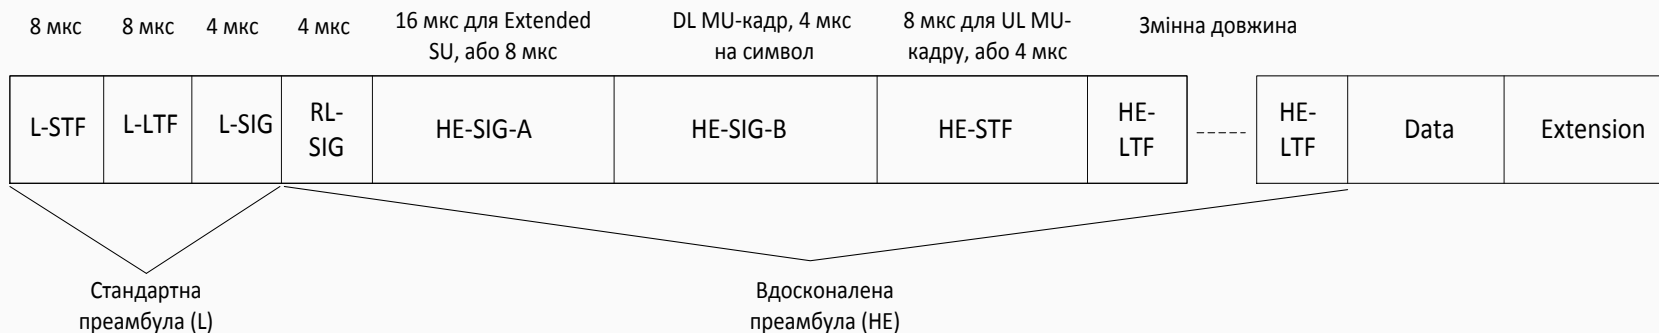 8 мкс
8 мкс
4 мкс
4 мкс
16 мкс для Extended
SU, або 8 мкс
DL MU-кадр, 4 мкс
на символ
8 мкс для UL MU-
кадру, або 4 мкс
Змінна довжина
L-STF
L-LTF
L-SIG
RL-
SIG
HE-SIG-A
HE-SIG-B
HE-STF
HE-
LTF
HE-
LTF
Data
Extension
Стандартна
преамбула (L)
Вдосконалена
преамбула (HE)